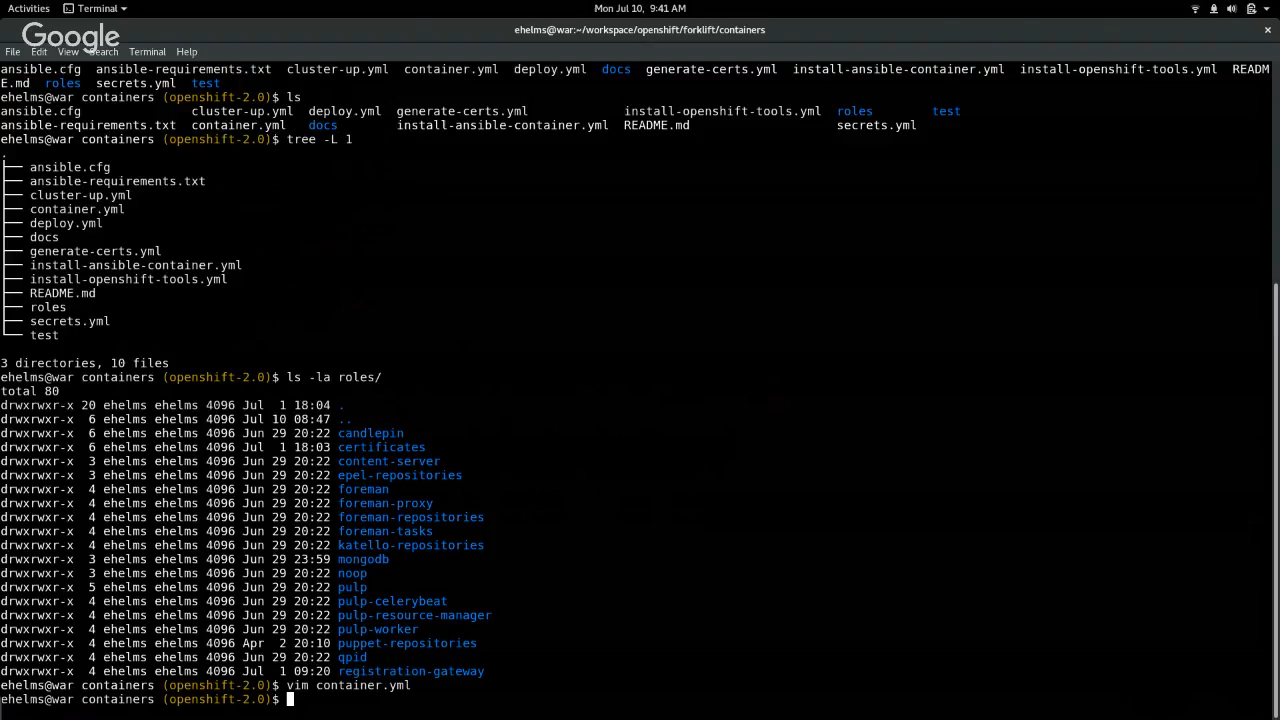 Activities Terminal Mon Jul 10, 9:41 AM
ehelms@war:~/workspace/openshift/forklift/containers ×
Google
File Edit View Search Terminal Help
ansible.cfg ansible-requirements.txt cluster-up.yml container.yml deploy.yml docs generate-certs.yml install-ansible-container.yml install-openshift-tools.yml READM
E.md roles secrets.yml test
ehelms@war containers (openshift-2.0)$ ls
ansible.cfg cluster-up.yml deploy.yml generate-certs.yml install-openshift-tools.yml roles test
ansible-requirements.txt container.yml docs install-ansible-container.yml README.md secrets.yml
ehelms@war containers (openshift-2.0)$ tree -L 1
.
├── ansible.cfg
├── ansible-requirements.txt
├── cluster-up.yml
├── container.yml
├── deploy.yml
├── docs
├── generate-certs.yml
├── install-ansible-container.yml
├── install-openshift-tools.yml
├── README.md
├── roles
├── secrets.yml
└── test
3 directories, 10 files
ehelms@war containers (openshift-2.0)$ ls -la roles/
total 80
drwxrwxr-x 20 ehelms ehelms 4096 Jul 1 18:04 .
drwxrwxr-x 6 ehelms ehelms 4096 Jul 10 08:47 ..
drwxrwxr-x 6 ehelms ehelms 4096 Jun 29 20:22 candlepin
drwxrwxr-x 6 ehelms ehelms 4096 Jul 1 18:03 certificates
drwxrwxr-x 3 ehelms ehelms 4096 Jun 29 20:22 content-server
drwxrwxr-x 3 ehelms ehelms 4096 Jun 29 20:22 epel-repositories
drwxrwxr-x 4 ehelms ehelms 4096 Jun 29 20:22 foreman
drwxrwxr-x 4 ehelms ehelms 4096 Jun 29 20:22 foreman-proxy
drwxrwxr-x 4 ehelms ehelms 4096 Jun 29 20:22 foreman-repositories
drwxrwxr-x 4 ehelms ehelms 4096 Jun 29 20:22 foreman-tasks
drwxrwxr-x 4 ehelms ehelms 4096 Jun 29 20:22 katello-repositories
drwxrwxr-x 3 ehelms ehelms 4096 Jun 29 23:59 mongodb
drwxrwxr-x 3 ehelms ehelms 4096 Jun 29 20:22 noop
drwxrwxr-x 5 ehelms ehelms 4096 Jun 29 20:22 pulp
drwxrwxr-x 4 ehelms ehelms 4096 Jun 29 20:22 pulp-celerybeat
drwxrwxr-x 4 ehelms ehelms 4096 Jun 29 20:22 pulp-resource-manager
drwxrwxr-x 4 ehelms ehelms 4096 Jun 29 20:22 pulp-worker
drwxrwxr-x 4 ehelms ehelms 4096 Apr 2 20:10 puppet-repositories
drwxrwxr-x 4 ehelms ehelms 4096 Jun 29 20:22 qpid
drwxrwxr-x 4 ehelms ehelms 4096 Jul 1 09:20 registration-gateway
ehelms@war containers (openshift-2.0)$ vim container.yml
ehelms@war containers (openshift-2.0)$